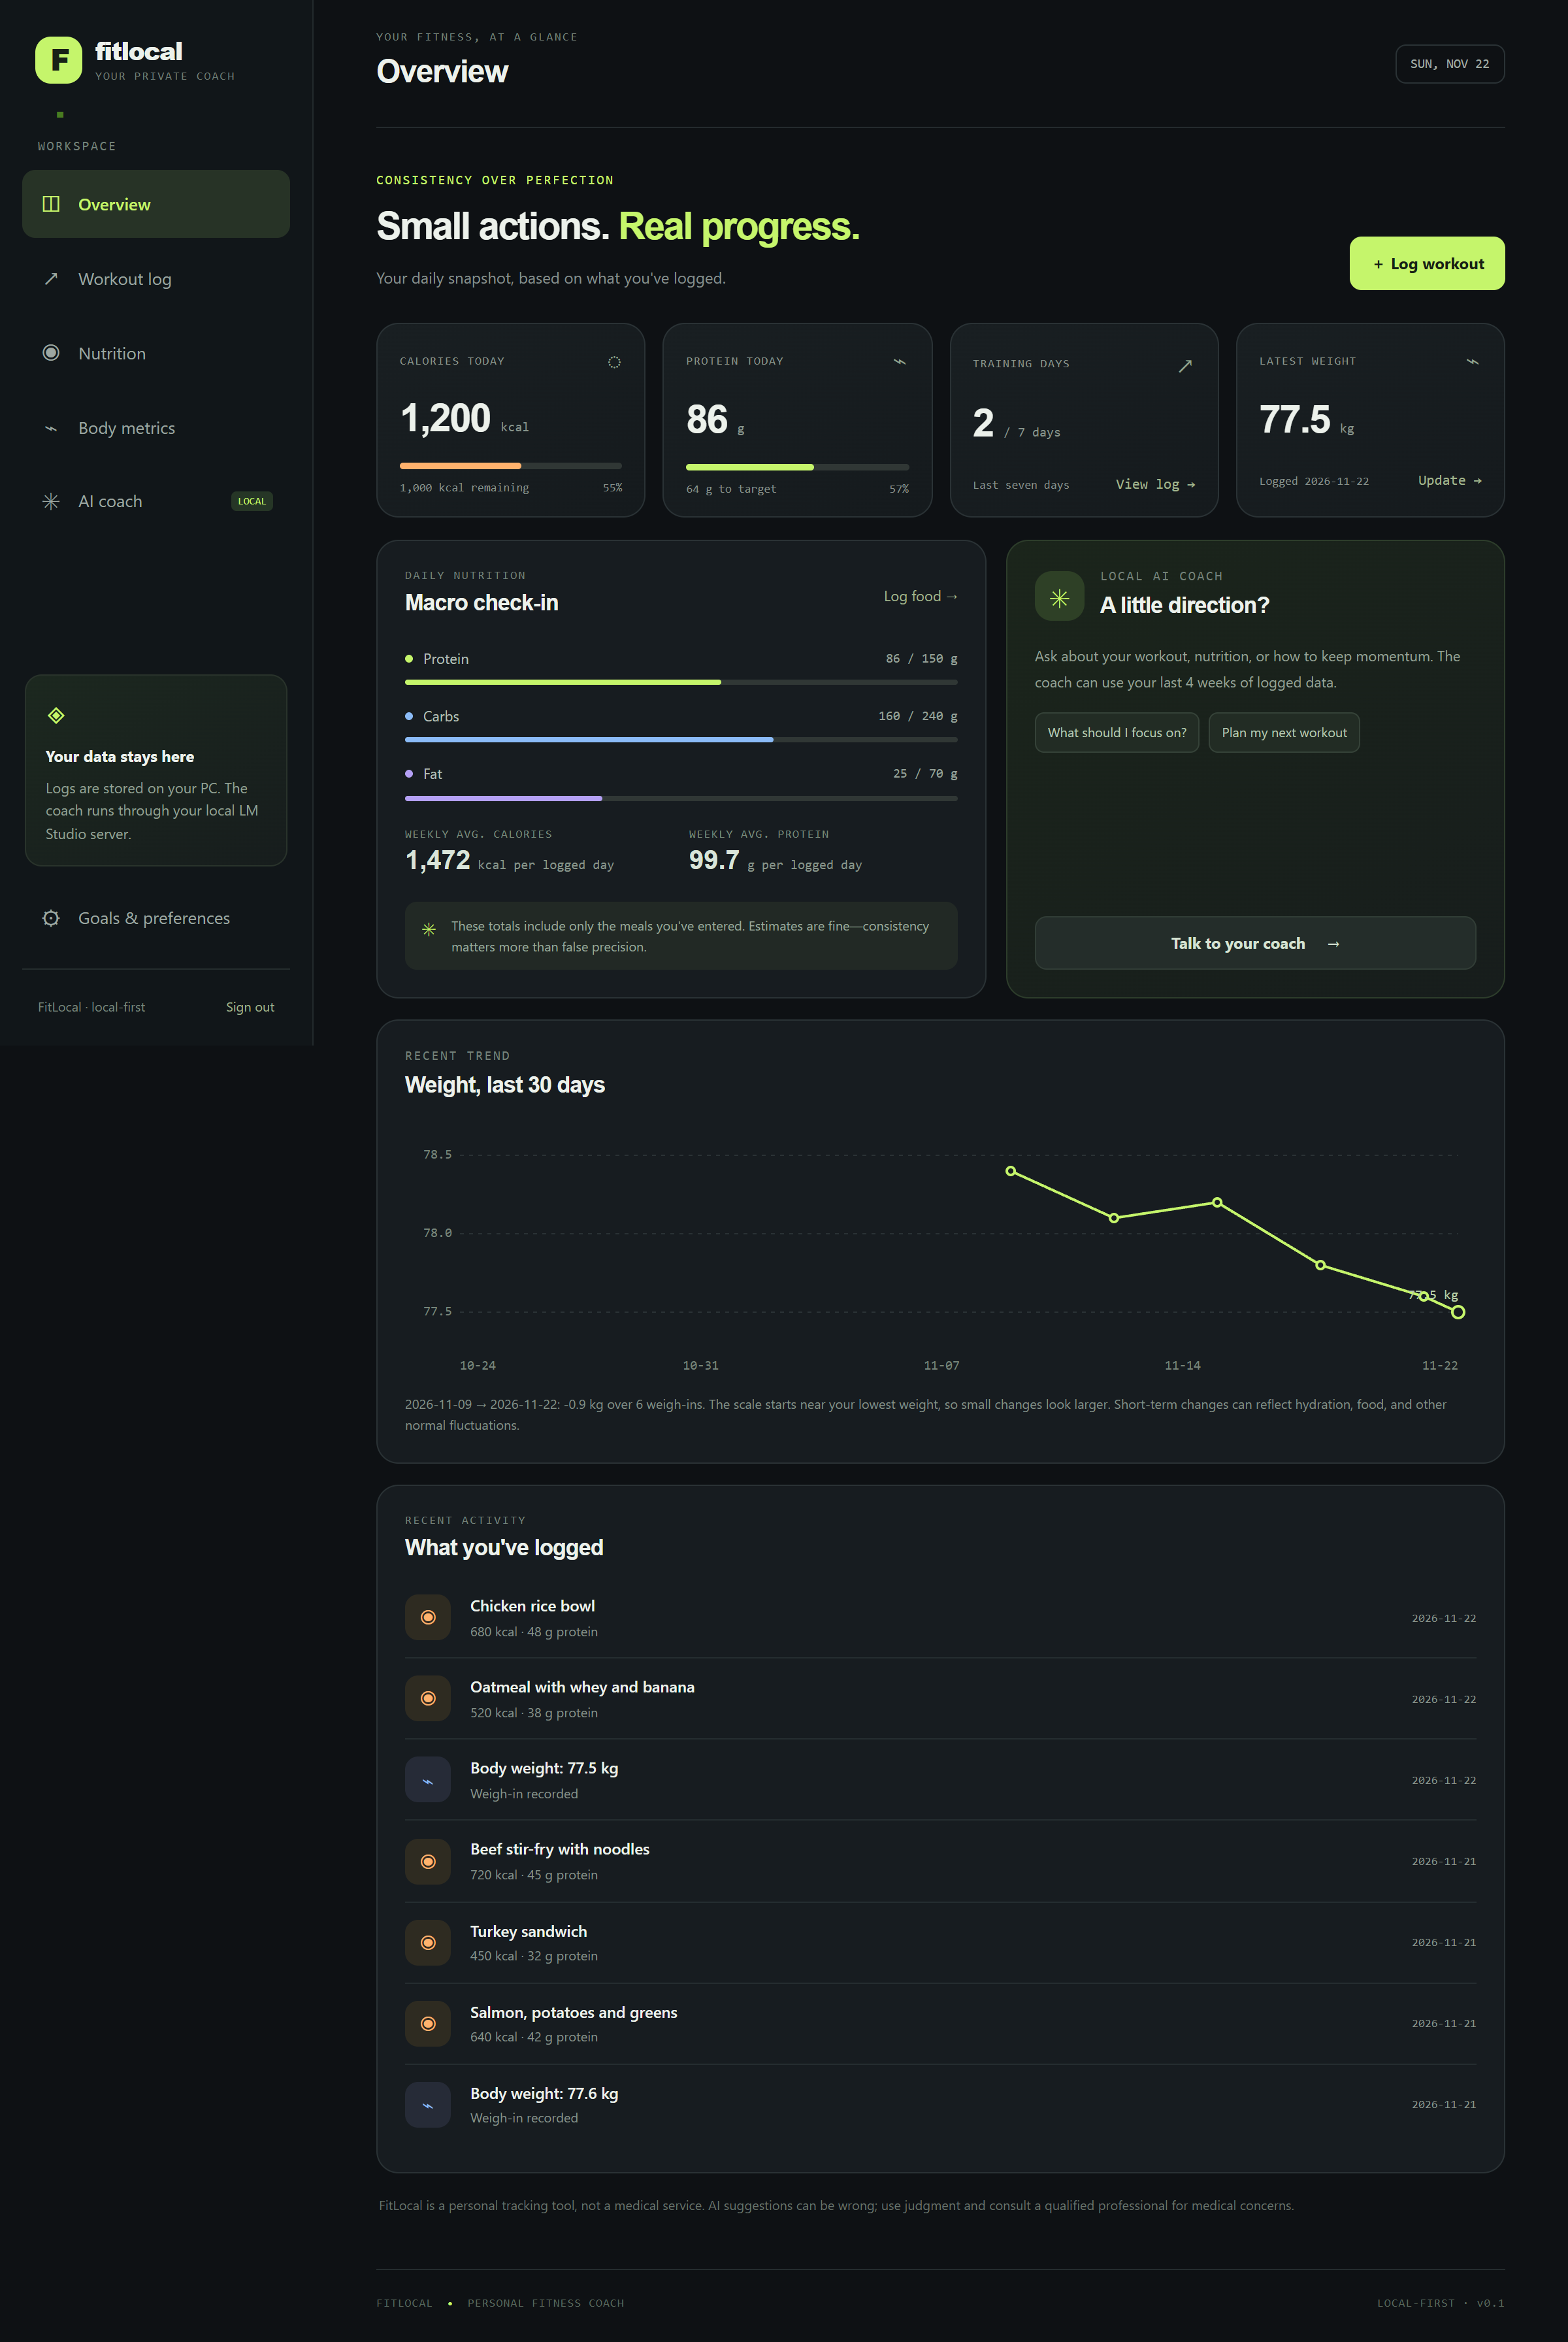 F
fitlocal
YOUR PRIVATE COACH
WORKSPACE
Overview
Workout log
Nutrition
Body metrics
AI coach LOCAL
Your data stays here
Logs are stored on your PC. The
coach runs through your local LM
Studio server.
Goals & preferences
FitLocal · local-first Sign out
YOUR FITNESS, AT A GLANCE
Overview
SUN, NOV 22
CONSISTENCY OVER PERFECTION
Small actions. Real progress.
Your daily snapshot, based on what you've logged.
+ Log workout
CALORIES TODAY
1,200 kcal
1,000 kcal remaining 55%
PROTEIN TODAY
86 g
64 g to target 57%
TRAINING DAYS
2 / 7 days
Last seven days View log →
LATEST WEIGHT
77.5 kg
Logged 2026-11-22 Update →
DAILY NUTRITION
Macro check-in
Log food →
Protein 86 / 150 g
Carbs 160 / 240 g
Fat 25 / 70 g
WEEKLY AVG. CALORIES
1,472 kcal per logged day
WEEKLY AVG. PROTEIN
99.7 g per logged day
These totals include only the meals you've entered. Estimates are fine—consistency
matters more than false precision.
LOCAL AI COACH
A little direction?
Ask about your workout, nutrition, or how to keep momentum. The
coach can use your last 4 weeks of logged data.
What should I focus on?
Plan my next workout
Talk to your coach →
RECENT TREND
Weight, last 30 days
78.5
78.0
77.5
77.5 kg
10-24 10-31 11-07 11-14 11-22
2026-11-09 → 2026-11-22: -0.9 kg over 6 weigh-ins. The scale starts near your lowest weight, so small changes look larger. Short-term changes can reflect hydration, food, and other
normal fluctuations.
RECENT ACTIVITY
What you've logged
Chicken rice bowl
680 kcal · 48 g protein
2026-11-22
Oatmeal with whey and banana
520 kcal · 38 g protein
2026-11-22
Body weight: 77.5 kg
Weigh-in recorded
2026-11-22
Beef stir-fry with noodles
720 kcal · 45 g protein
2026-11-21
Turkey sandwich
450 kcal · 32 g protein
2026-11-21
Salmon, potatoes and greens
640 kcal · 42 g protein
2026-11-21
Body weight: 77.6 kg
Weigh-in recorded
2026-11-21
FitLocal is a personal tracking tool, not a medical service. AI suggestions can be wrong; use judgment and consult a qualified professional for medical concerns.
FITLOCAL • PERSONAL FITNESS COACH
LOCAL-FIRST · v0.1